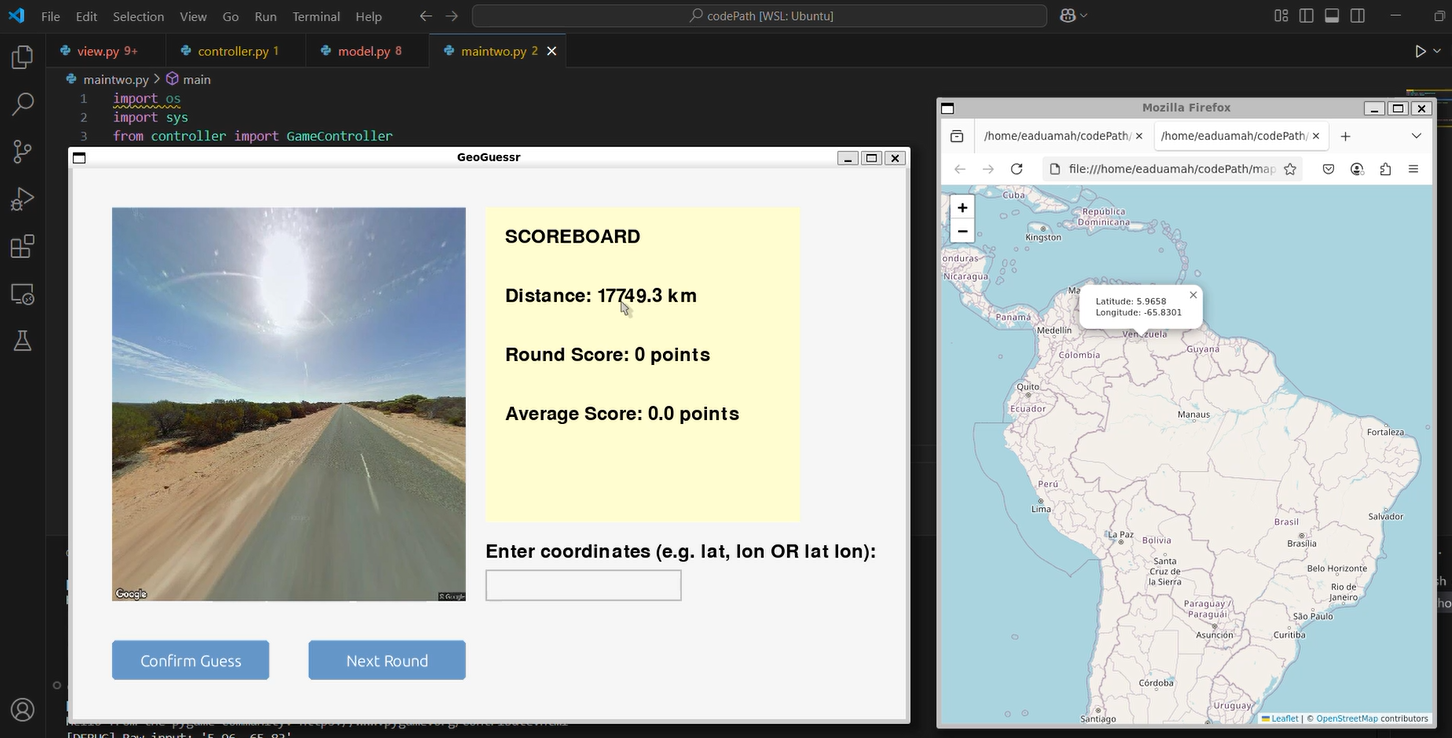 File Edit Selection View Go Run Terminal Help
codePath [WSL: Ubuntu]
view.py 9+
controller.py 1
model.py 8
maintwo.py 2
maintwo.py > main
1 import os
2 import sys
3 from controller import GameController
GeoGuessr
SCOREBOARD
Distance: 17749.3 km
Round Score: 0 points
Average Score: 0.0 points
Google
© Google
Enter coordinates (e.g. lat, lon OR lat lon):
Confirm Guess
Next Round
[DEBUG] Raw input: '5.96, -65.83'
Mozilla Firefox
/home/eaduamah/codePath/
/home/eaduamah/codePath/
file:///home/eaduamah/codePath/map
+
−
Cuba
República
Dominicana
Kingston
onduras
Nicaragua
Latitude: 5.9658
Longitude: -65.8301
Ma
Panamá
Medellín
Venezuela
Guyana
Colombia
Quito
Ecuador
Manaus
Fortaleza
Perú
Lima
Salvador
Brasil
La Paz
Bolivia
Brasília
Santa
Cruz de
la Sierra
Belo Horizonte
Rio de
Janeiro
Paraguay /
Paraguái
São Paulo
Asunción
Curitiba
Córdoba
Uruguay
Santiago
Leaflet | © OpenStreetMap contributors